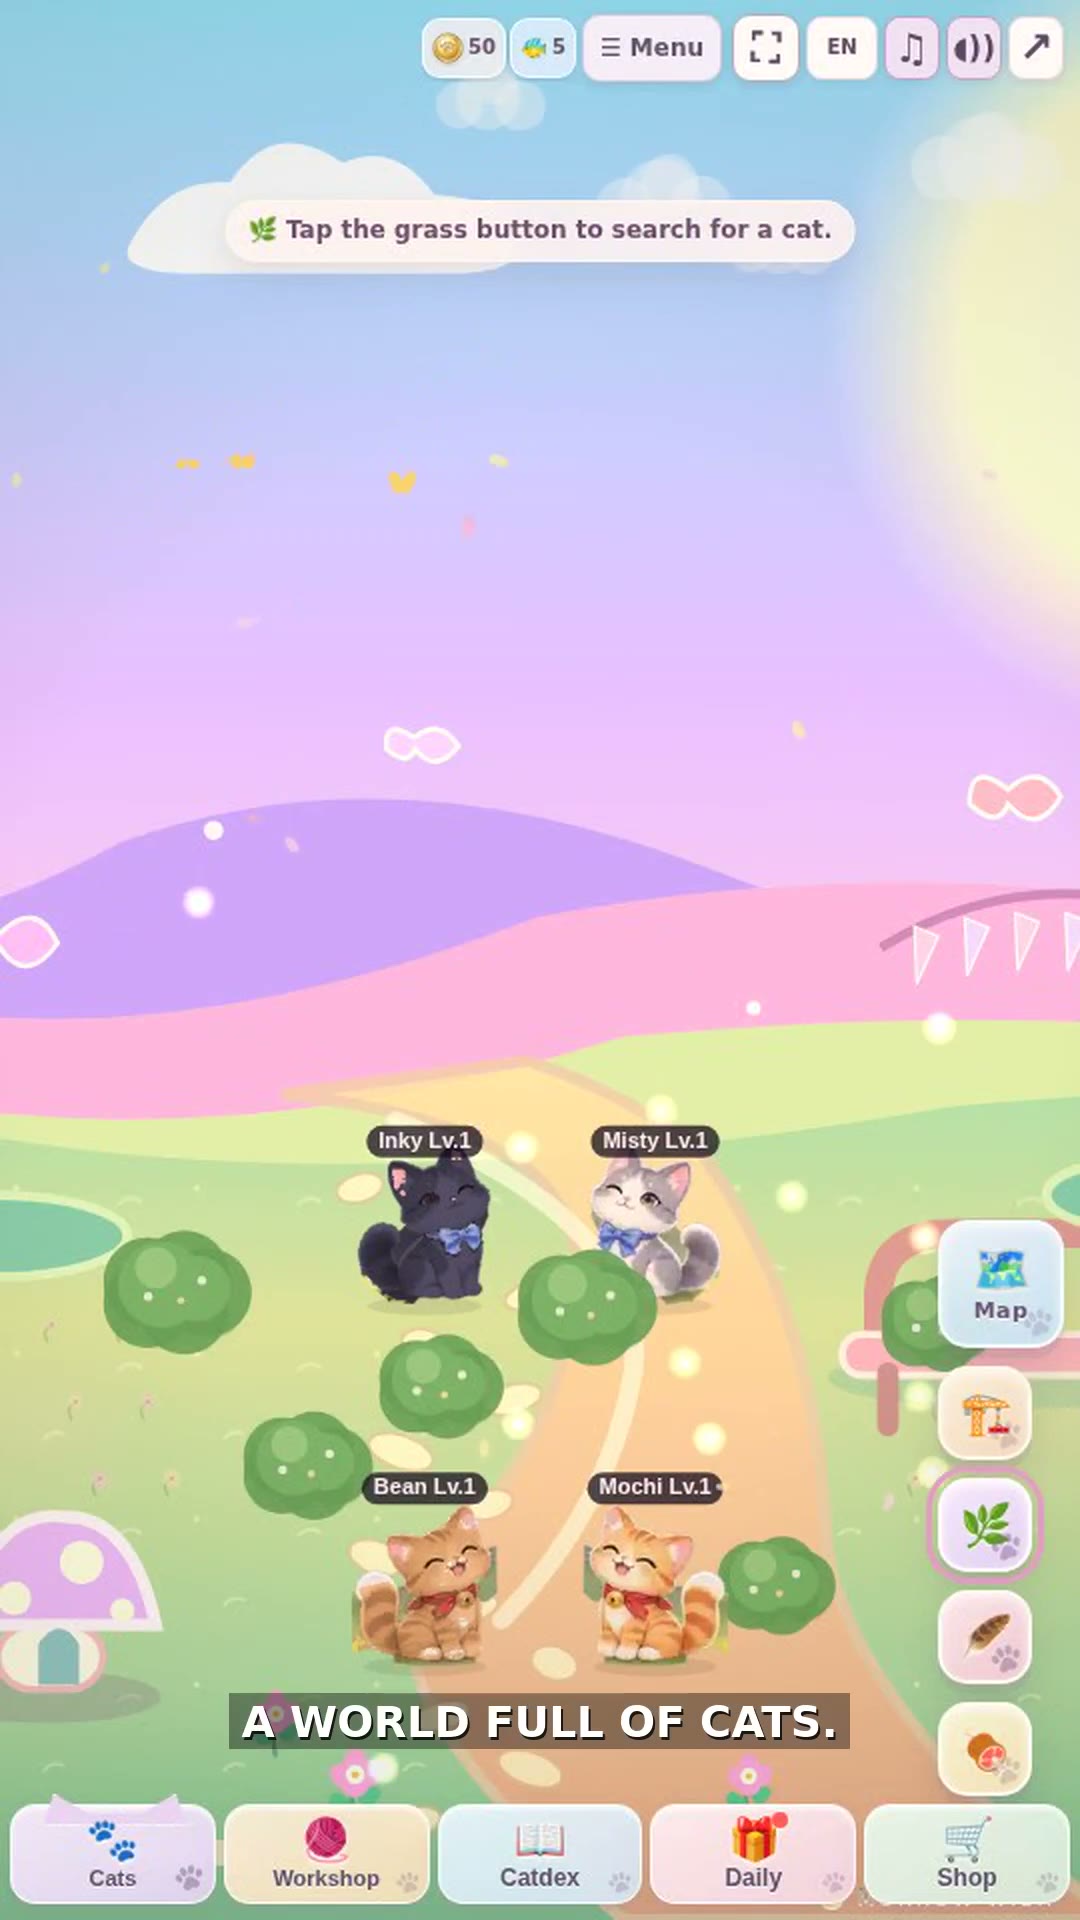 50
5
☰ Menu
EN
🌿 Tap the grass button to search for a cat.
Inky Lv.1
Misty Lv.1
Map
Bean Lv.1
Mochi Lv.1
A WORLD FULL OF CATS.
Cats
Workshop
Catdex
Daily
Shop